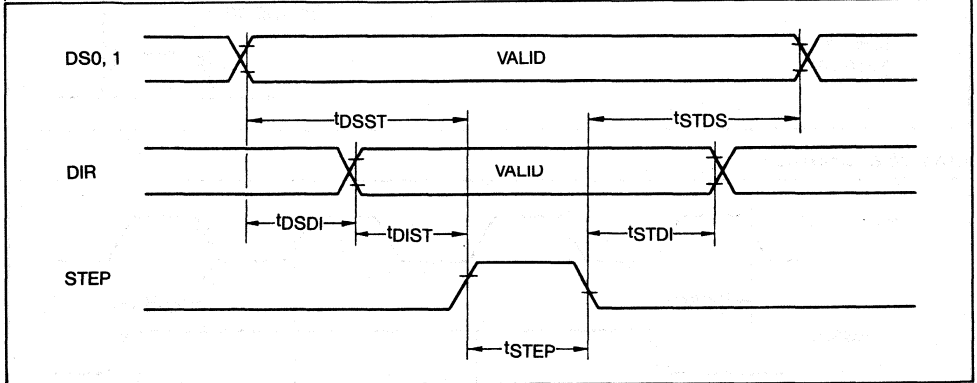 DS0, 1
VALID
tDSST
tSTDS
DIR
VALID
tDSDI
tDIST
tSTDI
STEP
tSTEP